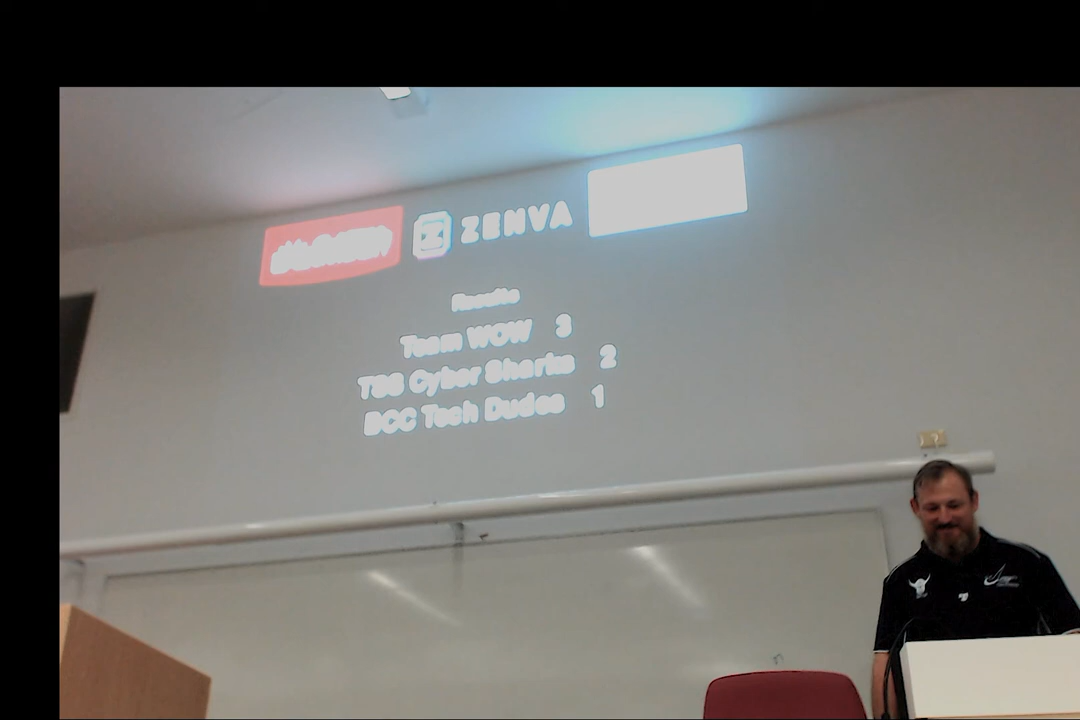 ZENVA
Results
Team WOW 3
TSS Cyber Sharks 2
BCC Tech Dudes 1